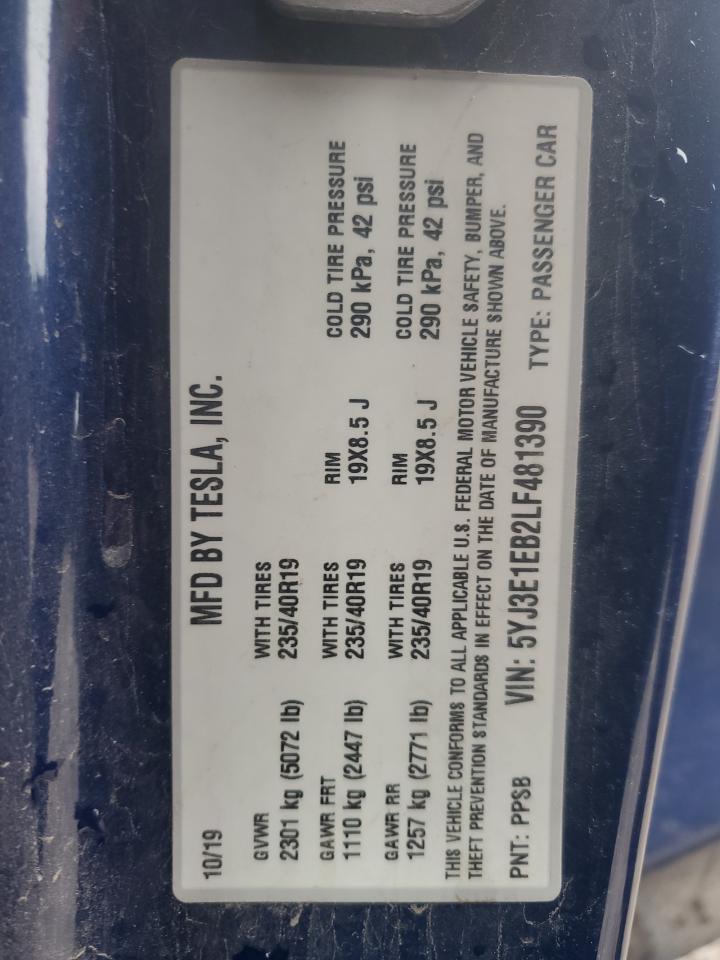 10/19 MFD BY TESLA, INC.
GVWR WITH TIRES
2301 kg (5072 lb) 235/40R19
GAWR FRT WITH TIRES RIM COLD TIRE PRESSURE
1110 kg (2447 lb) 235/40R19 19X8.5 J 290 kPa, 42 psi
GAWR RR WITH TIRES RIM COLD TIRE PRESSURE
1257 kg (2771 lb) 235/40R19 19X8.5 J 290 kPa, 42 psi
THIS VEHICLE CONFORMS TO ALL APPLICABLE U.S. FEDERAL MOTOR VEHICLE SAFETY, BUMPER, AND
THEFT PREVENTION STANDARDS IN EFFECT ON THE DATE OF MANUFACTURE SHOWN ABOVE.
PNT: PPSB VIN: 5YJ3E1EB2LF481390 TYPE: PASSENGER CAR